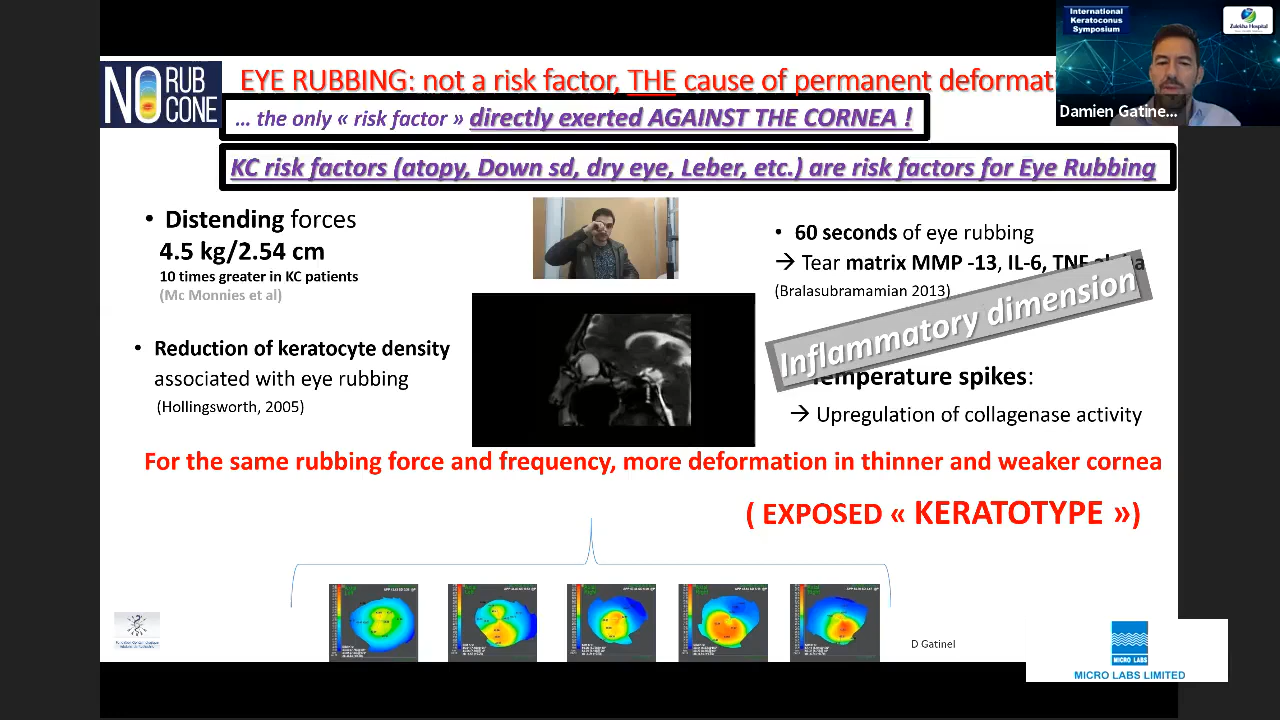 International
Keratoconus
Symposium
Zulekha Hospital
Damien Gatine...
NO RUB
CONE
EYE RUBBING: not a risk factor, THE cause of permanent deformat
... the only « risk factor » directly exerted AGAINST THE CORNEA !
KC risk factors (atopy, Down sd, dry eye, Leber, etc.) are risk factors for Eye Rubbing
• Distending forces
4.5 kg/2.54 cm
10 times greater in KC patients
(Mc Monnies et al)
• Reduction of keratocyte density
associated with eye rubbing
(Hollingsworth, 2005)
• 60 seconds of eye rubbing
→ Tear matrix MMP -13, IL-6, TNF alpha
(Bralasubramamian 2013)
Inflammatory dimension
Temperature spikes:
→ Upregulation of collagenase activity
For the same rubbing force and frequency, more deformation in thinner and weaker cornea
( EXPOSED « KERATOTYPE »)
D Gatinel
MICRO LABS
MICRO LABS LIMITED